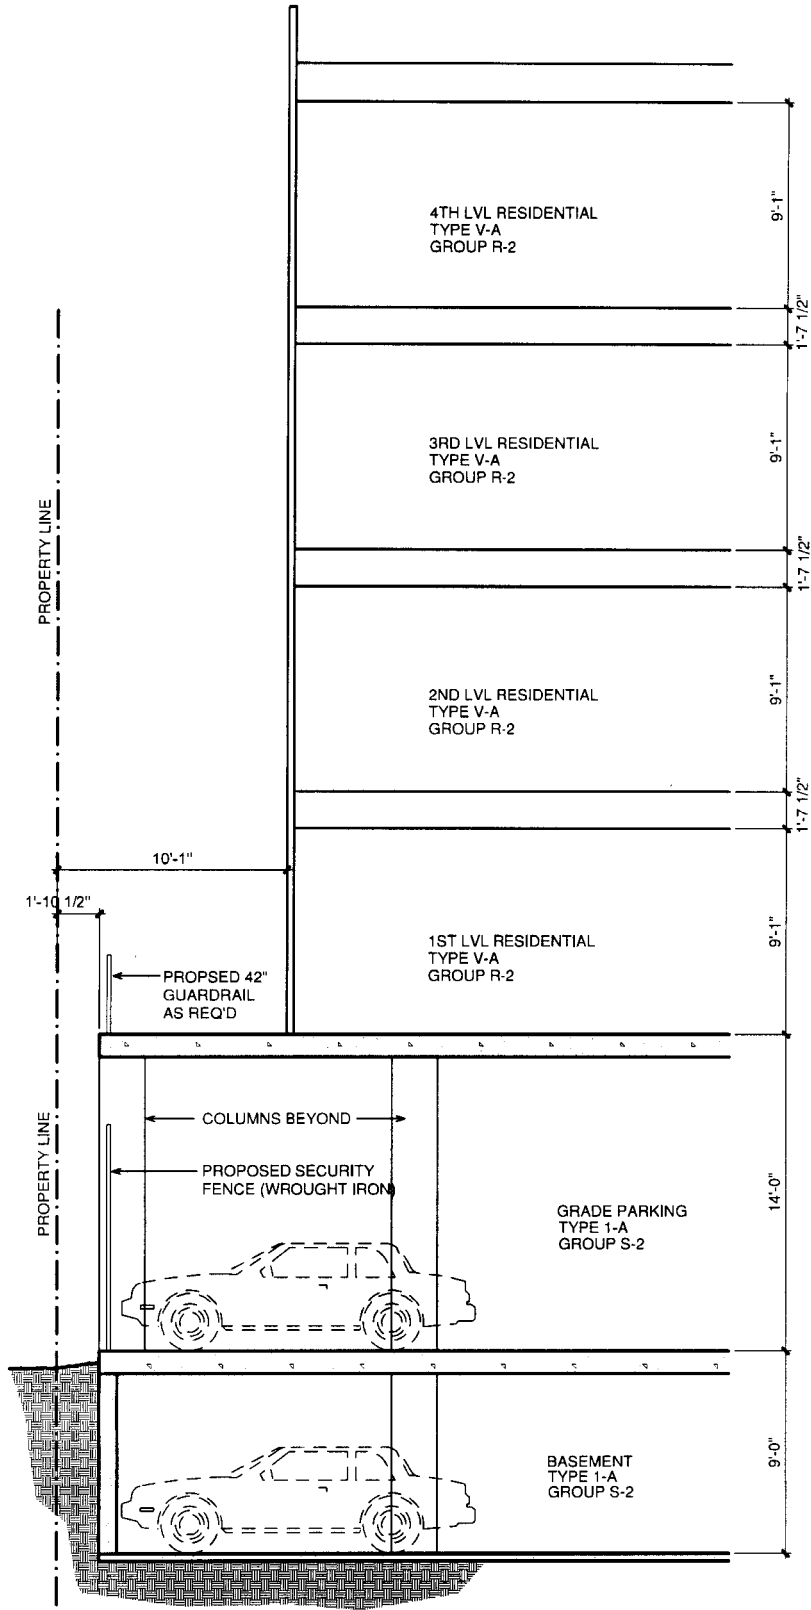 4TH LVL RESIDENTIAL
TYPE V-A
GROUP R-2
9'-1"
1'-7 1/2"
PROPERTY LINE
3RD LVL RESIDENTIAL
TYPE V-A
GROUP R-2
9'-1"
1'-7 1/2"
2ND LVL RESIDENTIAL
TYPE V-A
GROUP R-2
9'-1"
1'-7 1/2"
10'-1"
1'-10 1/2"
1ST LVL RESIDENTIAL
TYPE V-A
GROUP R-2
9'-1"
PROPSED 42"
GUARDRAIL
AS REQ'D
COLUMNS BEYOND
PROPERTY LINE
PROPOSED SECURITY
FENCE (WROUGHT IRON)
GRADE PARKING
TYPE 1-A
GROUP S-2
14'-0"
BASEMENT
TYPE 1-A
GROUP S-2
9'-0"